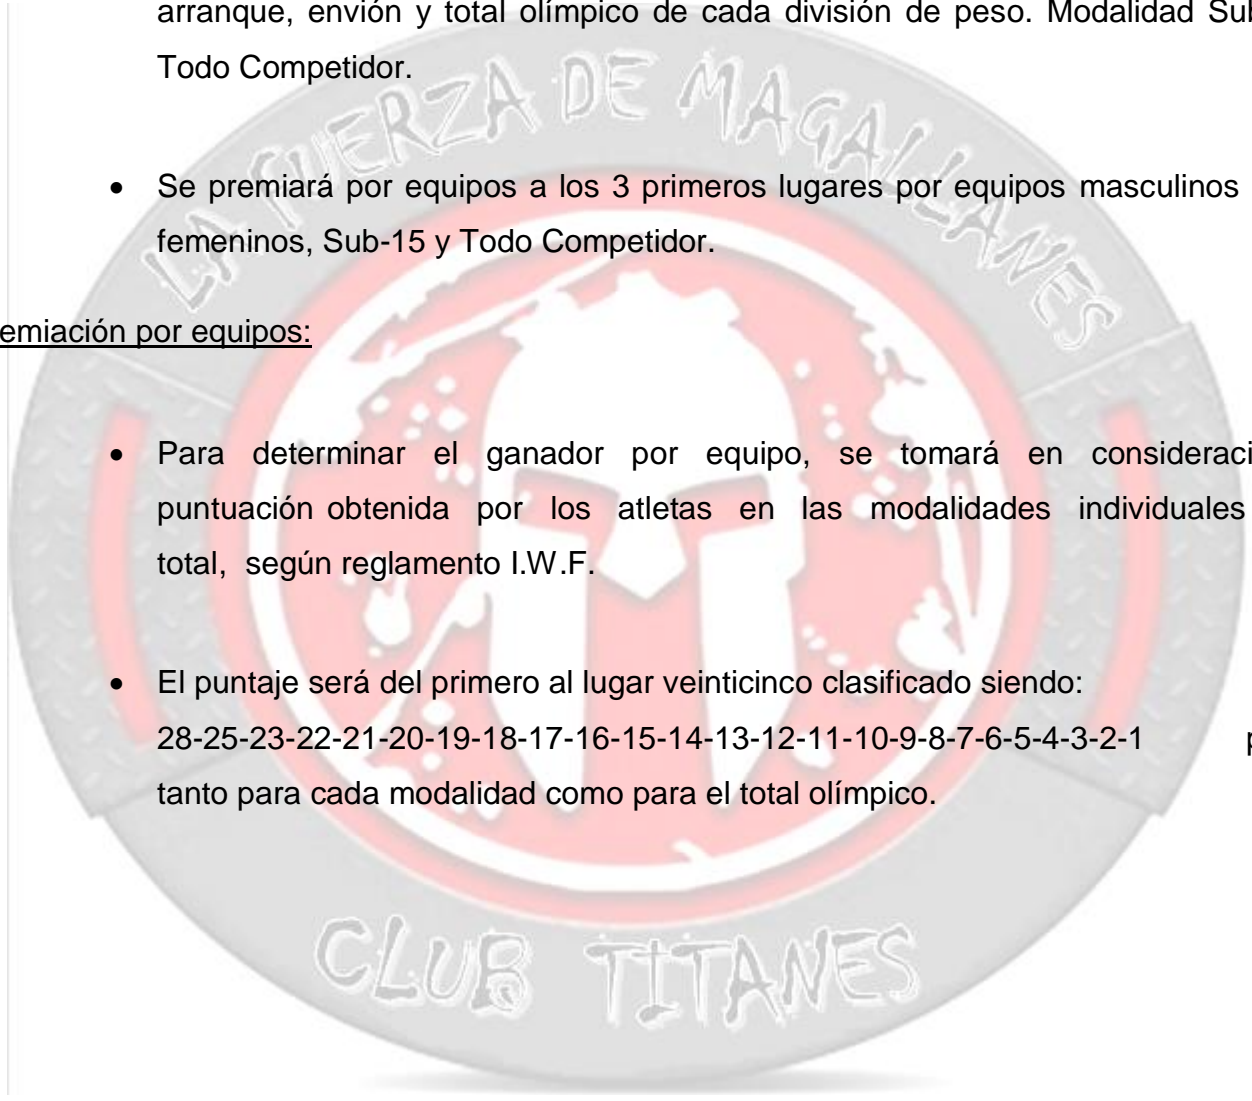 arranque, envión y total olímpico de cada división de peso. Modalidad Sub
Todo Competidor.
LA FUERZA DE MAGALLANES
• Se premiará por equipos a los 3 primeros lugares por equipos masculinos
femeninos, Sub-15 y Todo Competidor.
emiación por equipos:
• Para determinar el ganador por equipo, se tomará en consideraci
puntuación obtenida por los atletas en las modalidades individuales
total, según reglamento I.W.F.
• El puntaje será del primero al lugar veinticinco clasificado siendo:
28-25-23-22-21-20-19-18-17-16-15-14-13-12-11-10-9-8-7-6-5-4-3-2-1 p
tanto para cada modalidad como para el total olímpico.
CLUB TITANES